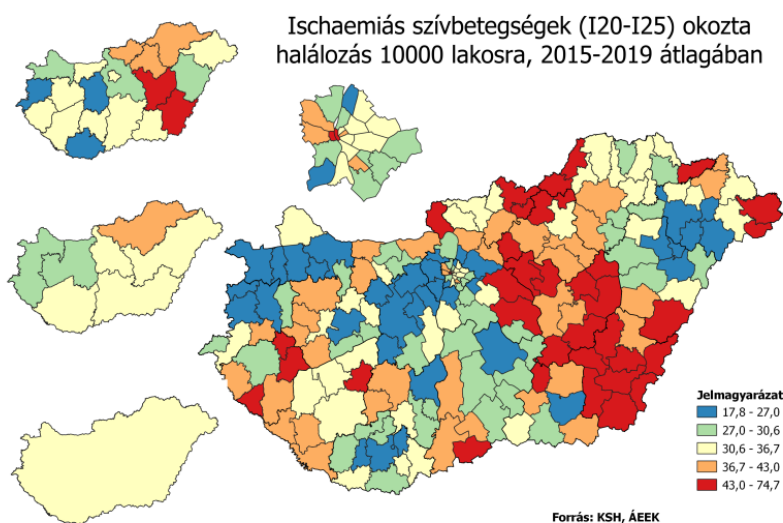 Ischaemiás szívbetegségek (I20-I25) okozta
halálozás 10000 lakosra, 2015-2019 átlagában
Jelmagyarázat
17,8 - 27,0
27,0 - 30,6
30,6 - 36,7
36,7 - 43,0
43,0 - 74,7
Forrás: KSH, ÁEEK